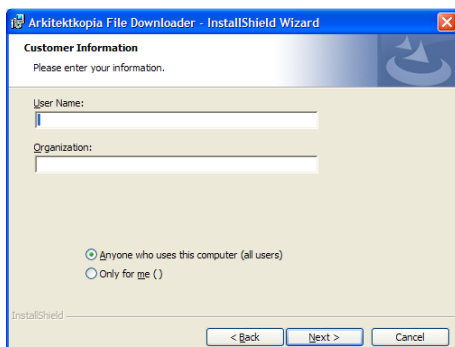 Arkitektkopia File Downloader - InstallShield Wizard
Customer Information
Please enter your information.
User Name:
Organization:
Anyone who uses this computer (all users)
Only for me ( )
InstallShield
< Back
Next >
Cancel